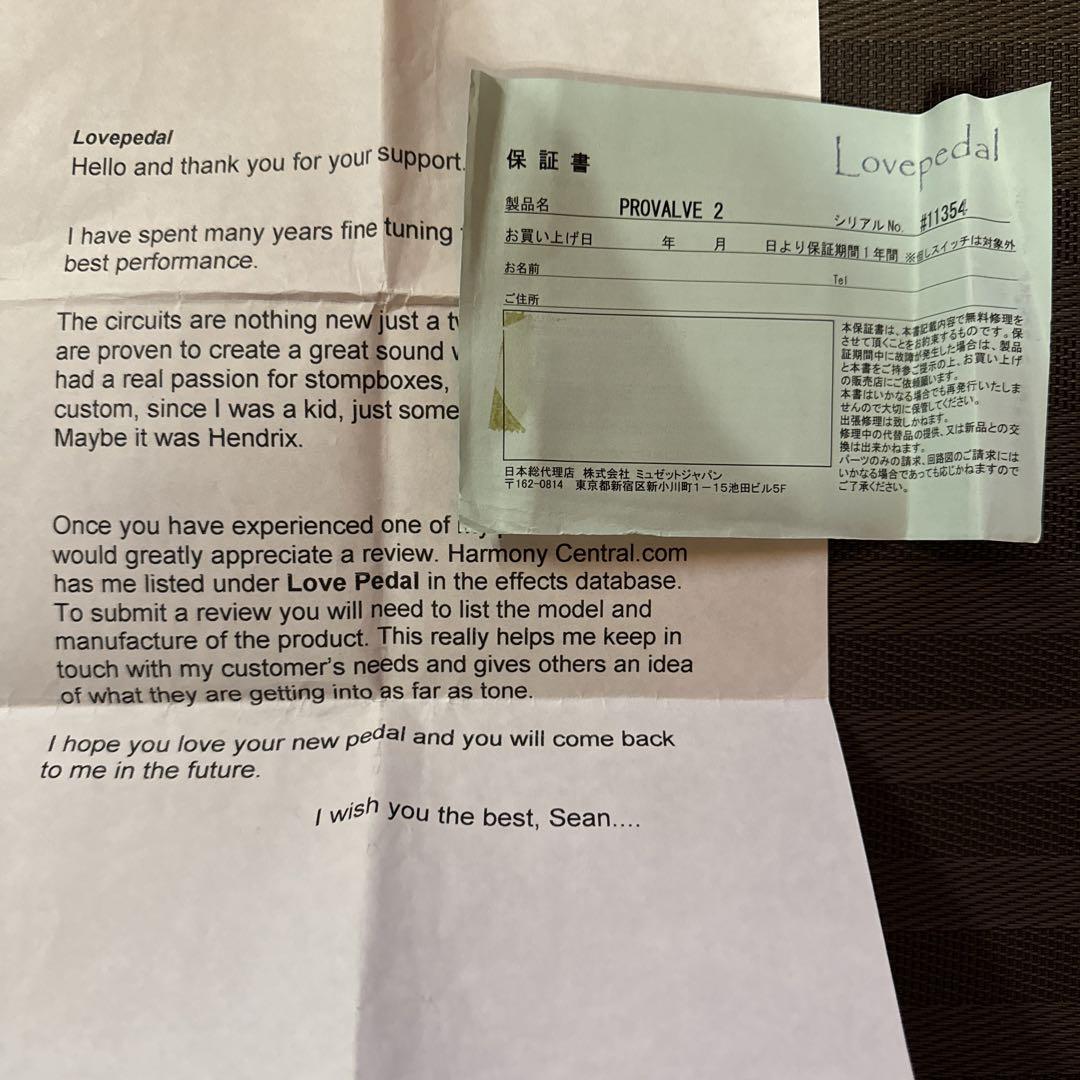 Lovepedal
Hello and thank you for your support.
I have spent many years fine tuning
best performance.
The circuits are nothing new just a
are proven to create a great sound
had a real passion for stompboxes,
custom, since I was a kid, just some
Maybe it was Hendrix.
Once you have experienced one of
would greatly appreciate a review. Harmony Central.com
has me listed under Love Pedal in the effects database.
To submit a review you will need to list the model and
manufacture of the product. This really helps me keep in
touch with my customer's needs and gives others an idea
of what they are getting into as far as tone.
I hope you love your new pedal and you will come back
to me in the future.
I wish you the best, Sean....
Lovepedal
保証書
製品名 PROVALVE 2 シリアルNo. #11354
お買い上げ日 年 月 日より保証期間1年間 ※但しスイッチは対象外
お名前 Tel
ご住所
本保証書は、本書記載内容で無料修理を
させて頂くことをお約束するものです。保
証期間中に故障が発生した場合は、製品
と本書をご持参ご提示の上、お買い上げ
の販売店にご依頼願います。
本書はいかなる場合でも再発行いたしま
せんので大切に保管してください。
出張修理は致しかねます。
修理中の代替品の提供、又は新品との交
換は出来かねます。
パーツのみの請求、回路図のご請求には
いかなる場合であっても応じかねますので
ご了承ください。
日本総代理店 株式会社 ミュゼットジャパン
〒162-0814 東京都新宿区新小川町1-15池田ビル5F